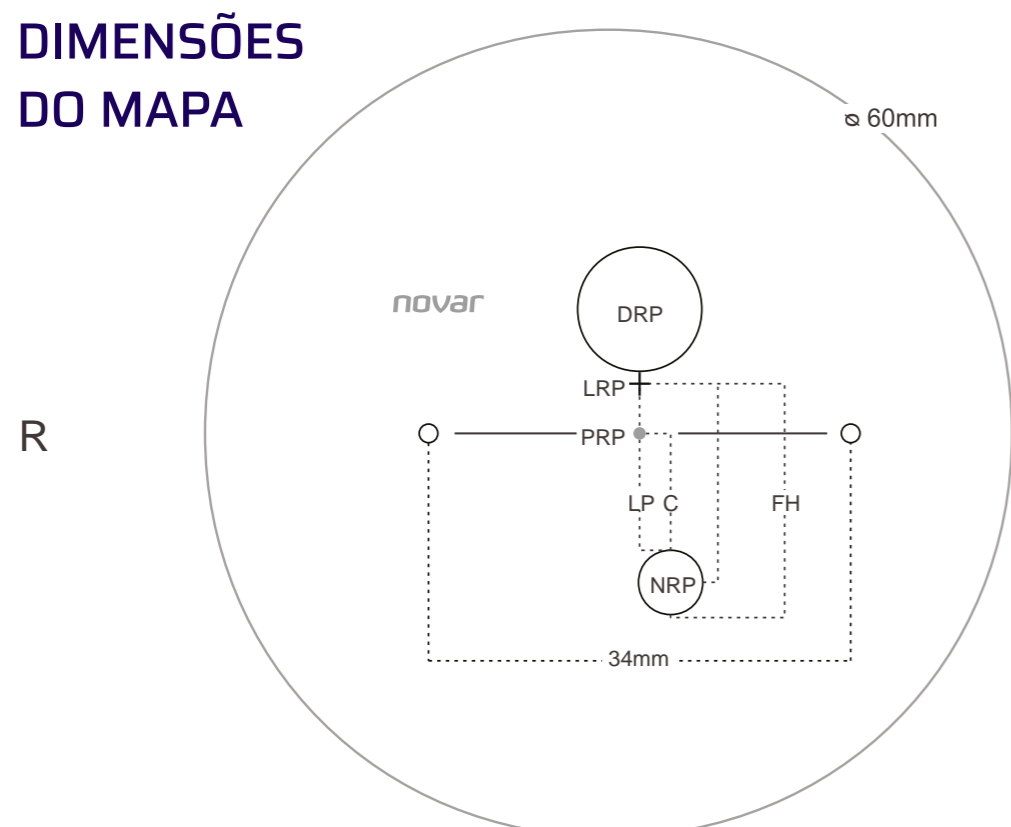 DIMENSÕES
DO MAPA
⌀ 60mm
novar
DRP
LRP
R
PRP
LP C
FH
NRP
34mm